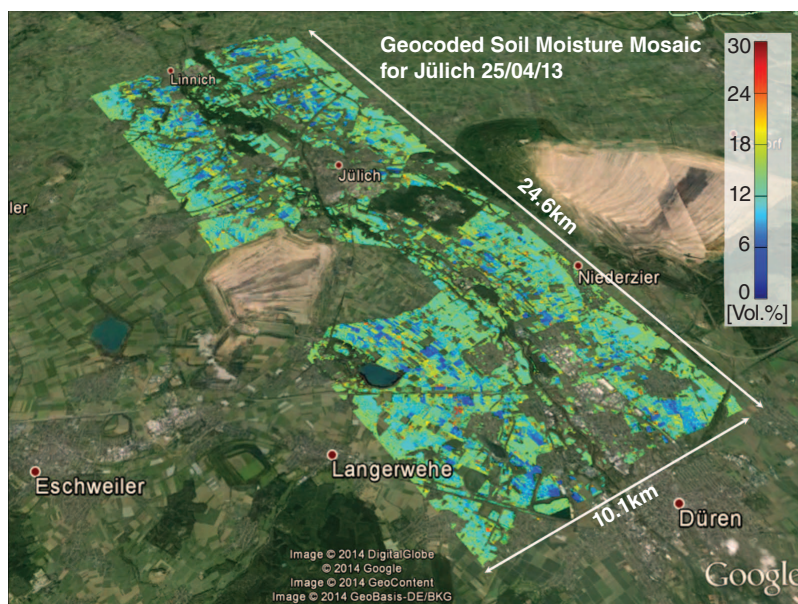 Geocoded Soil Moisture Mosaic
for Jülich 25/04/13
30
24
18
12
6
0
[Vol.%]
Linnich
Jülich
ler
24.6km
Niederzier
Langerwehe
Eschweiler
10.1km
Düren
Image © 2014 DigitalGlobe
© 2014 Google
Image © 2014 GeoContent
Image © 2014 GeoBasis-DE/BKG
Google